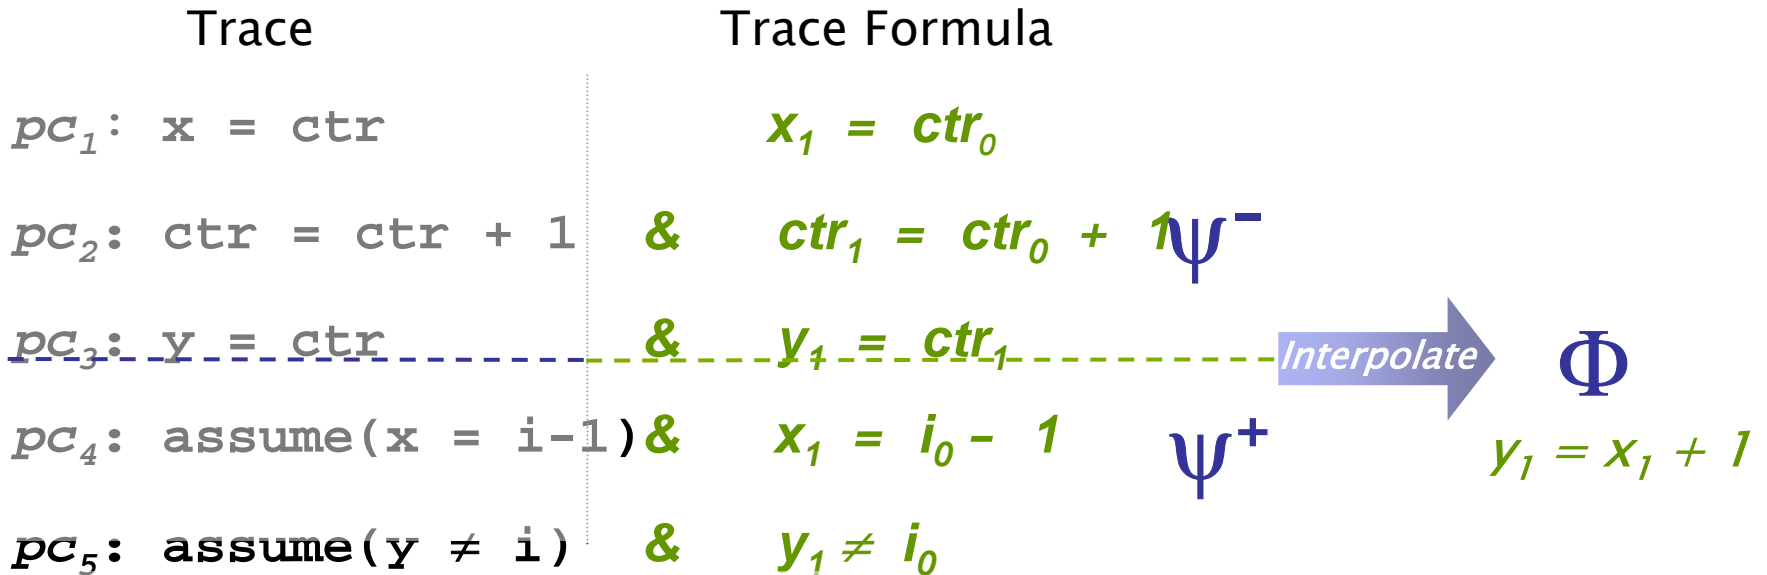 Trace Trace Formula
pc₁: x = ctr x₁ = ctr₀
pc₂: ctr = ctr + 1 & ctr₁ = ctr₀ + 1 ψ⁻
pc₃: y = ctr & y₁ = ctr₁
Interpolate Φ
pc₄: assume(x = i-1) & x₁ = i₀ - 1 ψ⁺
y₁ = x₁ + 1
pc₅: assume(y ≠ i) & y₁ ≠ i₀